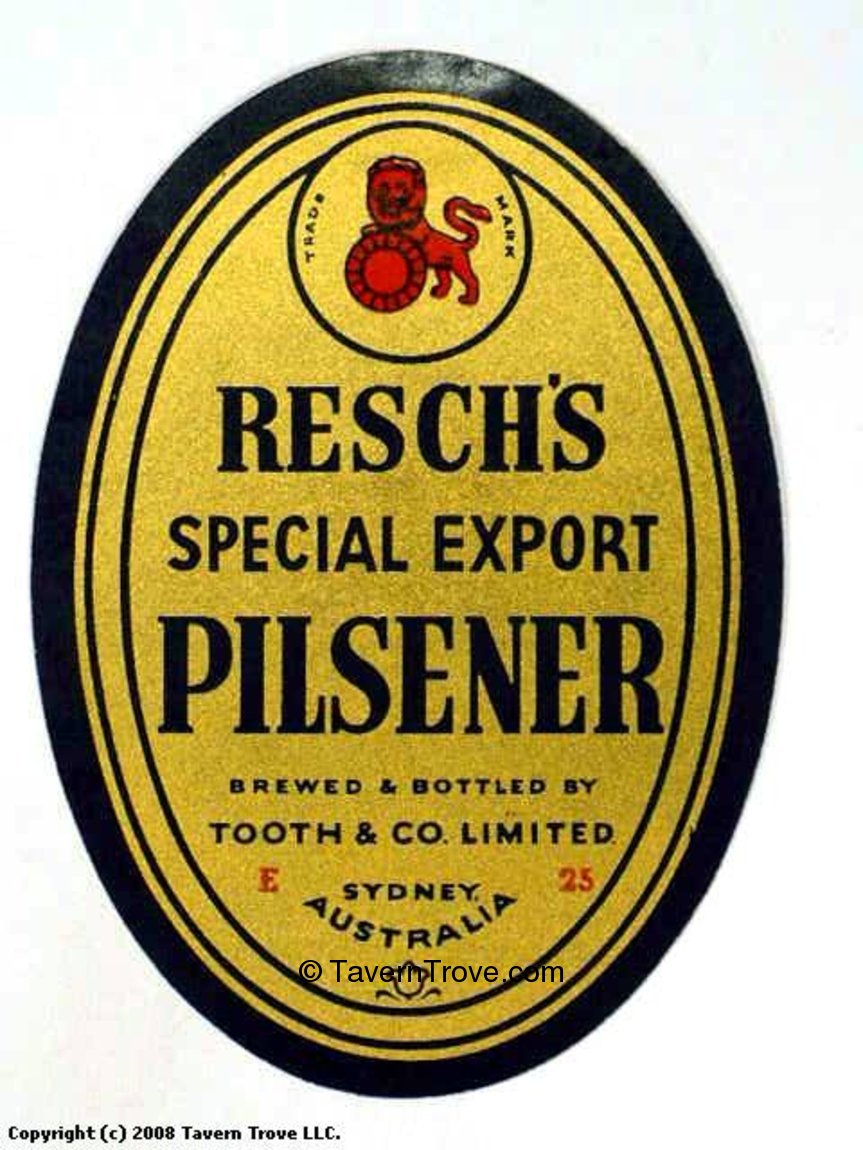 TRADE MARK
RESCH'S
SPECIAL EXPORT
PILSENER
BREWED & BOTTLED BY
TOOTH & CO. LIMITED.
E 25
SYDNEY,
AUSTRALIA
© TavernTrove.com
Copyright (c) 2008 Tavern Trove LLC.